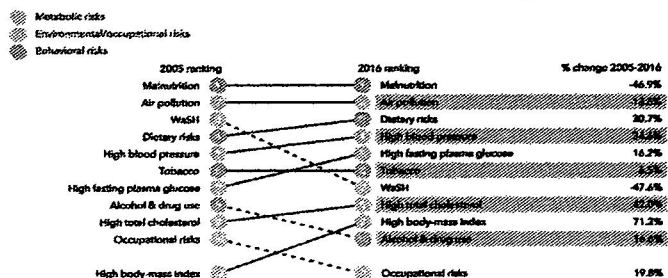 Metabolic risks
Environmental/occupational risks
Behavioral risks
2005 ranking 2016 ranking % change 2005-2016
Malnutrition Malnutrition -46.9%
Air pollution Air pollution
WaSH Dietary risks 20.7%
Dietary risks High blood pressure
High blood pressure High fasting plasma glucose 16.2%
Tobacco Tobacco
High fasting plasma glucose WaSH -47.6%
Alcohol & drug use High total cholesterol
High total cholesterol High body-mass index 71.2%
Occupational risks Alcohol & drug use
High body-mass index Occupational risks 19.8%